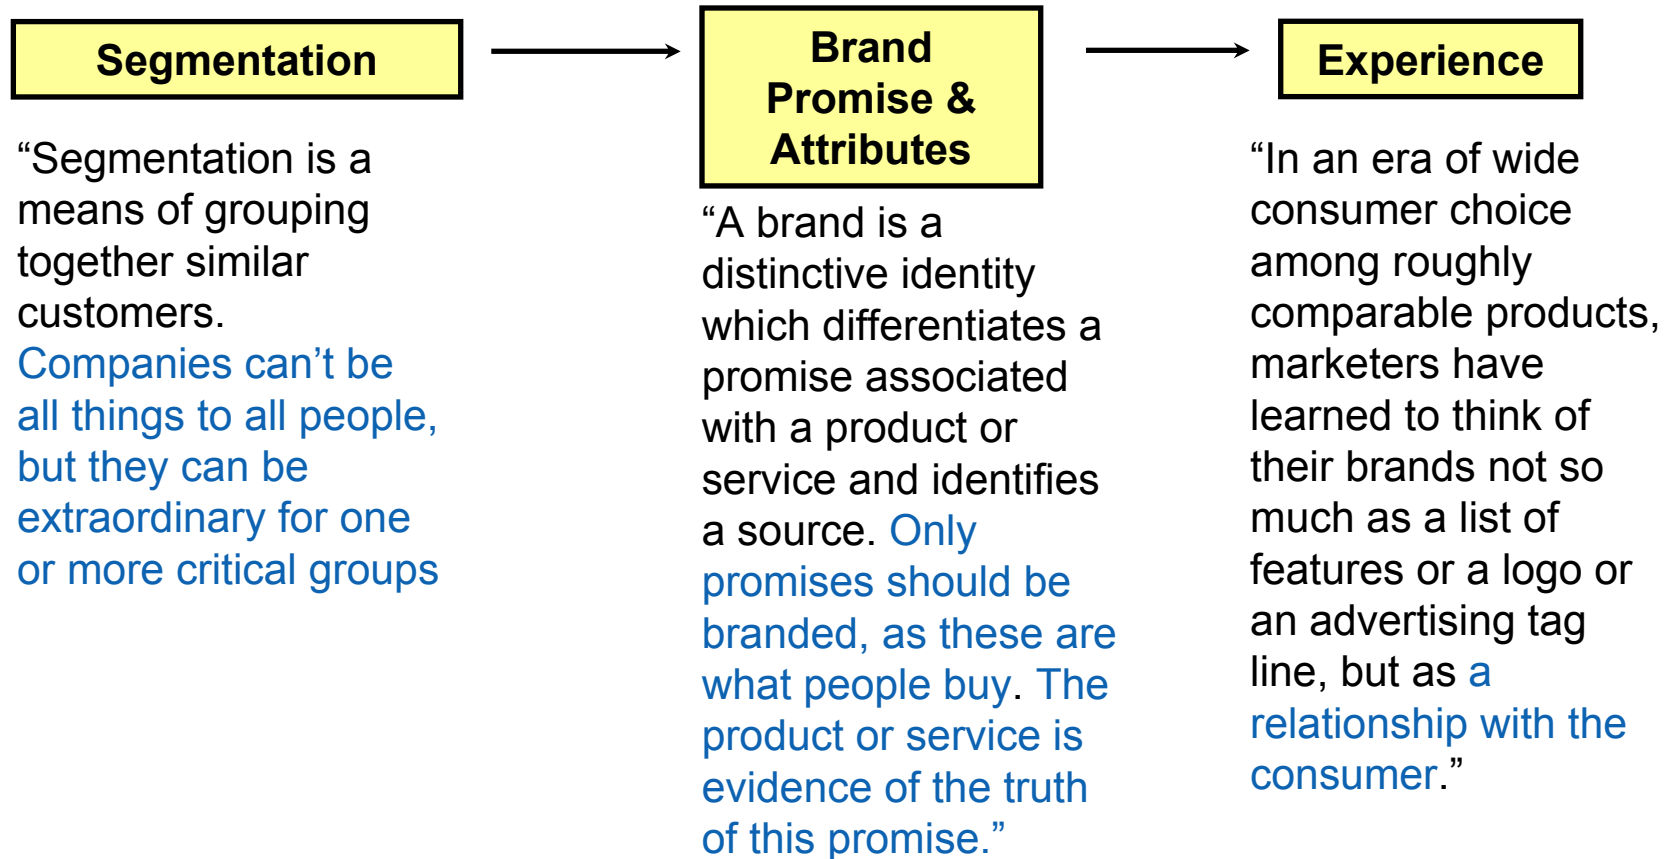 Segmentation
“Segmentation is a
means of grouping
together similar
customers.
Companies can’t be
all things to all people,
but they can be
extraordinary for one
or more critical groups
Brand
Promise &
Attributes
“A brand is a
distinctive identity
which differentiates a
promise associated
with a product or
service and identifies
a source. Only
promises should be
branded, as these are
what people buy. The
product or service is
evidence of the truth
of this promise.”
Experience
“In an era of wide
consumer choice
among roughly
comparable products,
marketers have
learned to think of
their brands not so
much as a list of
features or a logo or
an advertising tag
line, but as a
relationship with the
consumer.”